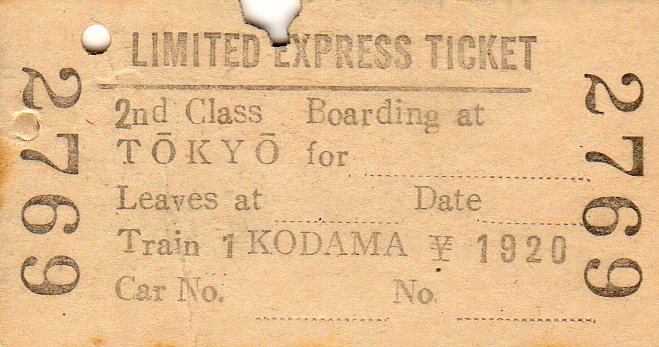 LIMITED EXPRESS TICKET
2nd Class Boarding at
TŌKYŌ for
Leaves at Date
Train 1 KODAMA ¥ 1920
Car No. No.
2769
2769